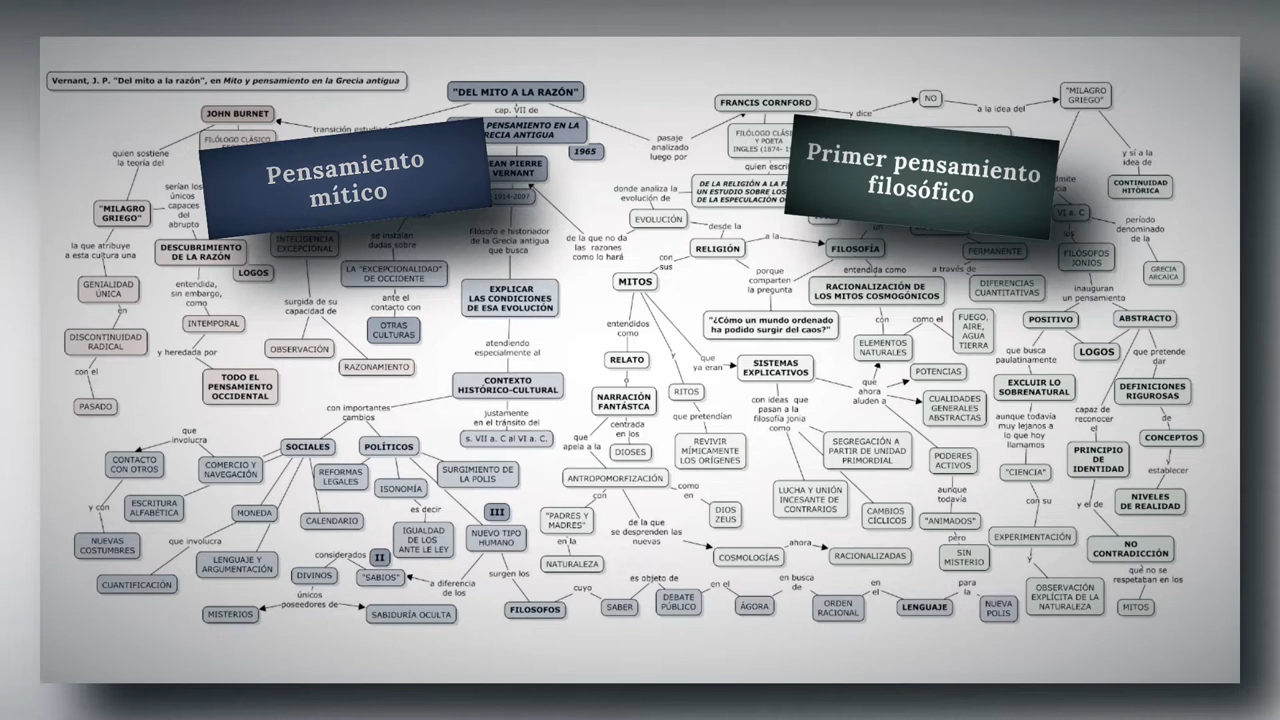 Vernant, J. P. "Del mito a la razón", en Mito y pensamiento en la Grecia antigua
"DEL MITO A LA RAZÓN"
cap. VII de
PENSAMIENTO EN LA
GRECIA ANTIGUA
1965
JEAN PIERRE
VERNANT
1914-2007
Filósofo e historiador
de la Grecia antigua
que busca
EXPLICAR
LAS CONDICIONES
DE ESA EVOLUCIÓN
atendiendo
especialmente al
CONTEXTO
HISTÓRICO-CULTURAL
justamente
en el tránsito del
s. VII a. C al VI a. C.
Pensamiento
mítico
Primer pensamiento
filosófico
JOHN BURNET
FILÓLOGO CLÁSICO
quien sostiene
la teoría del
"MILAGRO
GRIEGO"
la que atribuye
a esta cultura una
GENIALIDAD
ÚNICA
en
DISCONTINUIDAD
RADICAL
con el
PASADO
serían los
únicos
capaces
del
abrupto
DESCUBRIMIENTO
DE LA RAZÓN
LOGOS
entendida,
sin embargo,
como
INTEMPORAL
y heredada por
TODO EL
PENSAMIENTO
OCCIDENTAL
INTELIGENCIA
EXCEPCIONAL
surgida de su
capacidad de
OBSERVACIÓN
RAZONAMIENTO
se instalan
dudas sobre
LA "EXCEPCIONALIDAD"
DE OCCIDENTE
ante el
contacto con
OTRAS
CULTURAS
de la que no da
las razones
como lo hará
con importantes
cambios
SOCIALES
POLÍTICOS
que
involucra
CONTACTO
CON OTROS
y con
NUEVAS
COSTUMBRES
COMERCIO Y
NAVEGACIÓN
ESCRITURA
ALFABÉTICA
MONEDA
que involucra
CUANTIFICACIÓN
LENGUAJE Y
ARGUMENTACIÓN
CALENDARIO
REFORMAS
LEGALES
ISONOMÍA
es decir
IGUALDAD
DE LOS
ANTE LE LEY
SURGIMIENTO DE
LA POLIS
III
NUEVO TIPO
HUMANO
surgen los
considerados
II
DIVINOS
"SABIOS"
a diferencia
de los
únicos
poseedores de
MISTERIOS
SABIDURÍA OCULTA
FILOSOFOS
cuyo
SABER
es objeto de
DEBATE
PÚBLICO
en el
ÁGORA
en busca
de
ORDEN
RACIONAL
en
el
LENGUAJE
para
la
NUEVA
POLIS
pasaje
analizado
luego por
FRANCIS CORNFORD
y dice
NO
a la idea del
"MILAGRO
GRIEGO"
y sí a la
idea de
CONTINUIDAD
HITÓRICA
quien escri
donde analiza la
evolución de
EVOLUCIÓN
desde la
RELIGIÓN
a la
FILOSOFÍA
con
sus
MITOS
porque
comparten
la pregunta
"¿Cómo un mundo ordenado
ha podido surgir del caos?"
entendida como
RACIONALIZACIÓN DE
LOS MITOS COSMOGÓNICOS
con
ELEMENTOS
NATURALES
como el
FUEGO,
AIRE,
AGUA
TIERRA
PERMANENTE
a través de
DIFERENCIAS
CUANTITATIVAS
entendidos
como
RELATO
o
NARRACIÓN
FANTÁSTCA
centrada
en los
DIOSES
y
RITOS
que pretendían
REVIVIR
MÍMICAMENTE
LOS ORÍGENES
que
ya eran
SISTEMAS
EXPLICATIVOS
con ideas que
pasan a la
filosofía jonia
como
SEGREGACIÓN A
PARTIR DE UNIDAD
PRIMORDIAL
LUCHA Y UNIÓN
INCESANTE DE
CONTRARIOS
CAMBIOS
CÍCLICOS
que
ahora
aluden a
POTENCIAS
CUALIDADES
GENERALES
ABSTRACTAS
PODERES
ACTIVOS
aunque
todavía
"ANIMADOS"
pero
SIN
MISTERIO
que
apela a la
ANTROPOMORFIZACIÓN
con
"PADRES Y
MADRES"
en la
NATURALEZA
como
en
DIOS
ZEUS
de la que
se desprenden las
nuevas
COSMOLOGÍAS
ahora
RACIONALIZADAS
VI a. C
período
denominado
de la
GRECIA
ARCAICA
FILÓSOFOS
JONIOS
inauguran
un pensamiento
POSITIVO
ABSTRACTO
LOGOS
que busca
paulatinamente
EXCLUIR LO
SOBRENATURAL
aunque todavía
muy lejanos a
lo que hoy
llamamos
"CIENCIA"
con su
EXPERIMENTACIÓN
y
OBSERVACIÓN
EXPLÍCITA DE LA
NATURALEZA
capaz de
reconocer
el
PRINCIPIO
DE
IDENTIDAD
y el de
NO
CONTRADICCIÓN
que no se
respetaban en los
MITOS
que pretende
dar
DEFINICIONES
RIGUROSAS
de
CONCEPTOS
establecer
NIVELES
DE REALIDAD